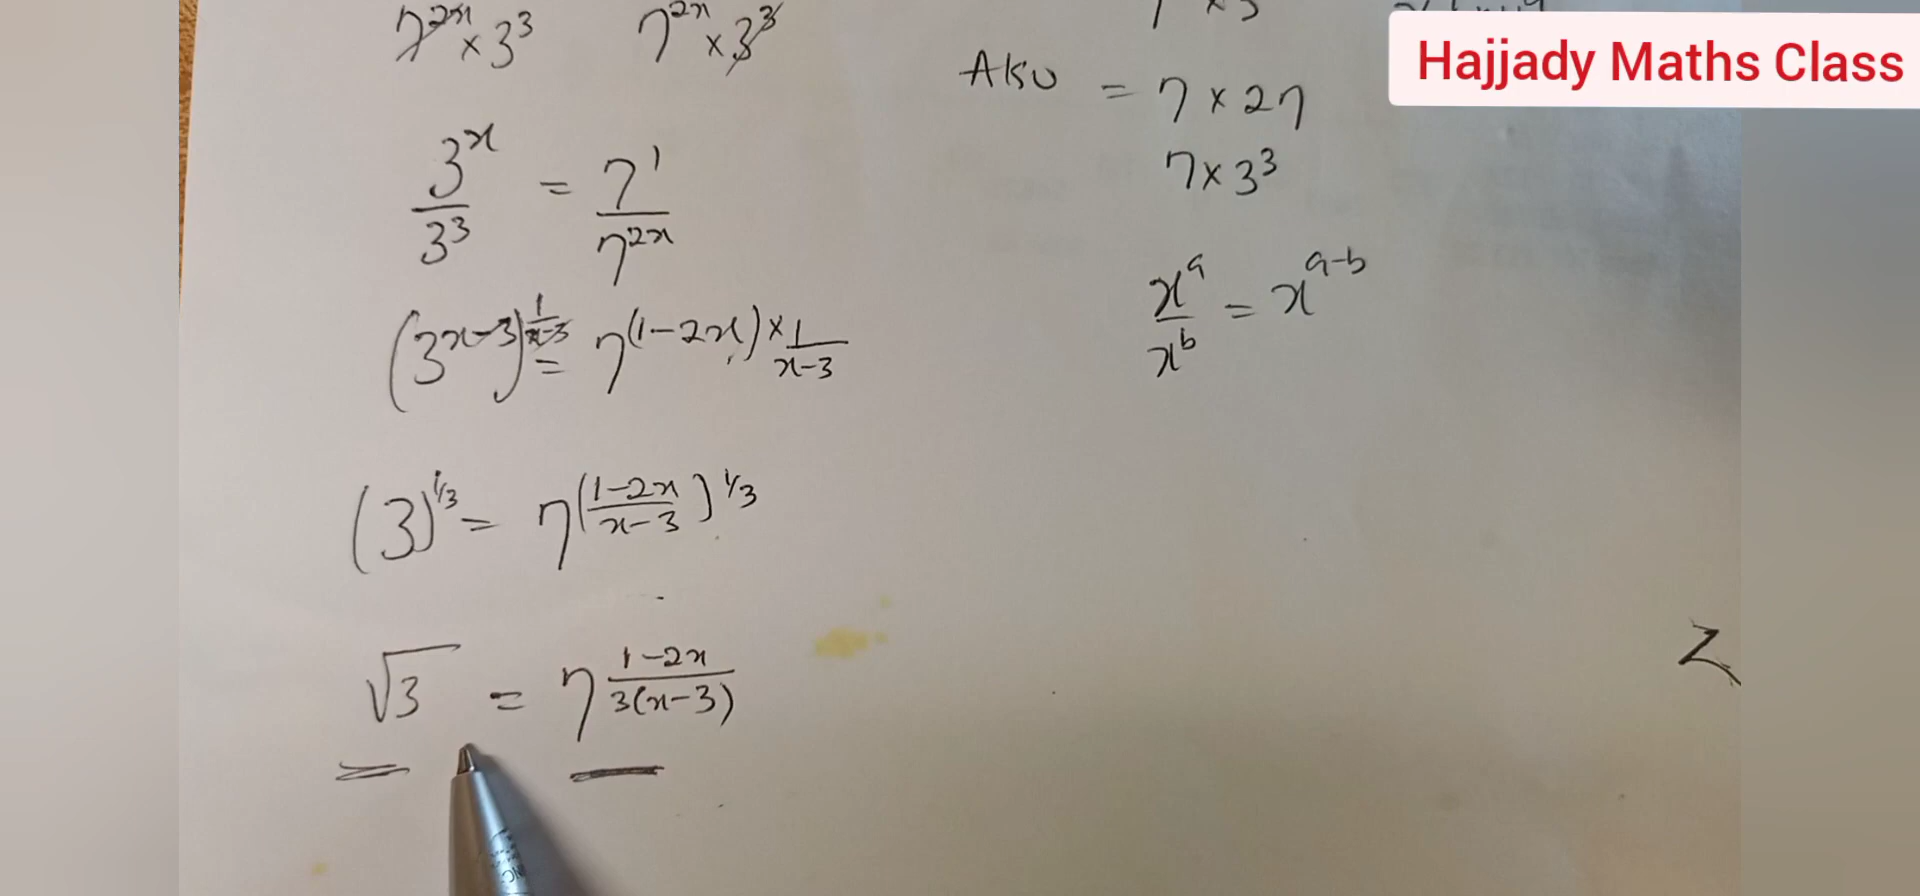 7^2x × 3^3 7^2x × 3^3
Hajjady Maths Class
Also = 7 × 27
7 × 3^3
3^x / 3^3 = 7^1 / 7^2x
x^a / x^b = x^a-b
(3^x-3)^1/x-3 = 7^(1-2x) × 1/x-3
(3)^1/3 = 7^(1-2x / x-3)^1/3
√3 = 7^1-2x / 3(x-3)